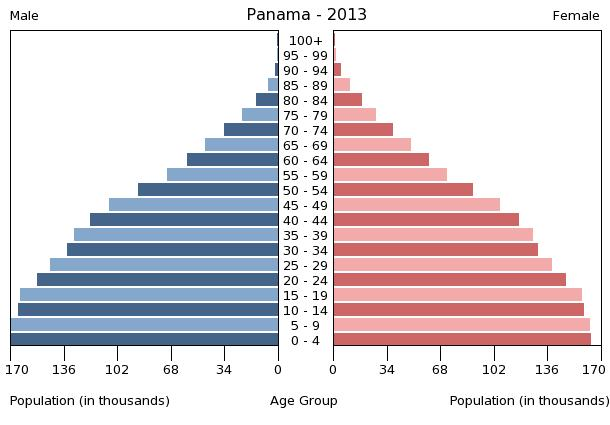 Male Panama - 2013 Female
100+
95 - 99
90 - 94
85 - 89
80 - 84
75 - 79
70 - 74
65 - 69
60 - 64
55 - 59
50 - 54
45 - 49
40 - 44
35 - 39
30 - 34
25 - 29
20 - 24
15 - 19
10 - 14
5 - 9
0 - 4
170 136 102 68 34 0 0 34 68 102 136 170
Population (in thousands) Age Group Population (in thousands)